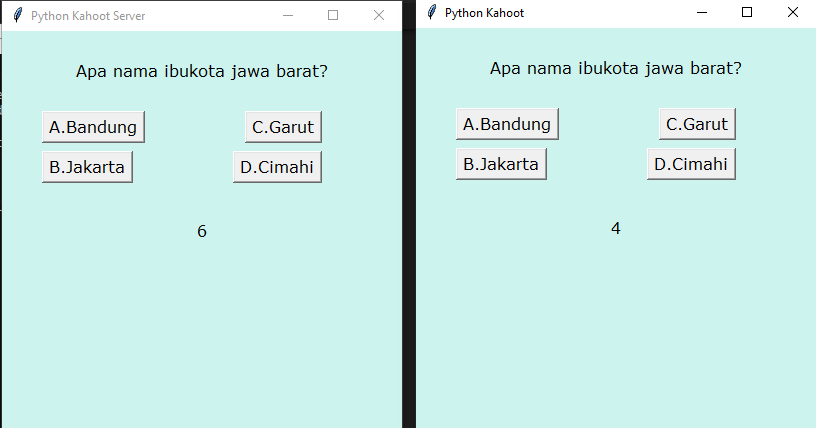 Python Kahoot Server
Apa nama ibukota jawa barat?
A.Bandung
C.Garut
B.Jakarta
D.Cimahi
6
Python Kahoot
Apa nama ibukota jawa barat?
A.Bandung
C.Garut
B.Jakarta
D.Cimahi
4